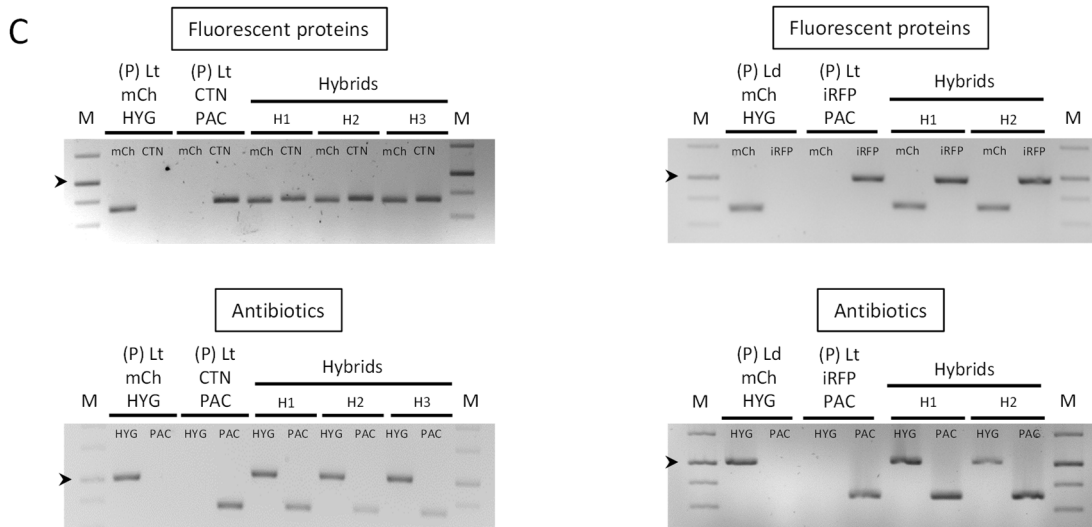 C
Fluorescent proteins
(P) Lt
mCh
HYG
(P) Lt
CTN
PAC
Hybrids
M
H1
H2
H3
M
mCh CTN mCh CTN mCh CTN mCh CTN mCh CTN
Fluorescent proteins
(P) Ld
mCh
HYG
(P) Lt
iRFP
PAC
Hybrids
M
H1
H2
M
mCh iRFP mCh iRFP mCh iRFP mCh iRFP
Antibiotics
(P) Lt
mCh
HYG
(P) Lt
CTN
PAC
Hybrids
M
H1
H2
H3
M
HYG PAC HYG PAC HYG PAC HYG PAC HYG PAC
Antibiotics
(P) Ld
mCh
HYG
(P) Lt
iRFP
PAC
Hybrids
M
H1
H2
M
HYG PAC HYG PAC HYG PAC HYG PAC